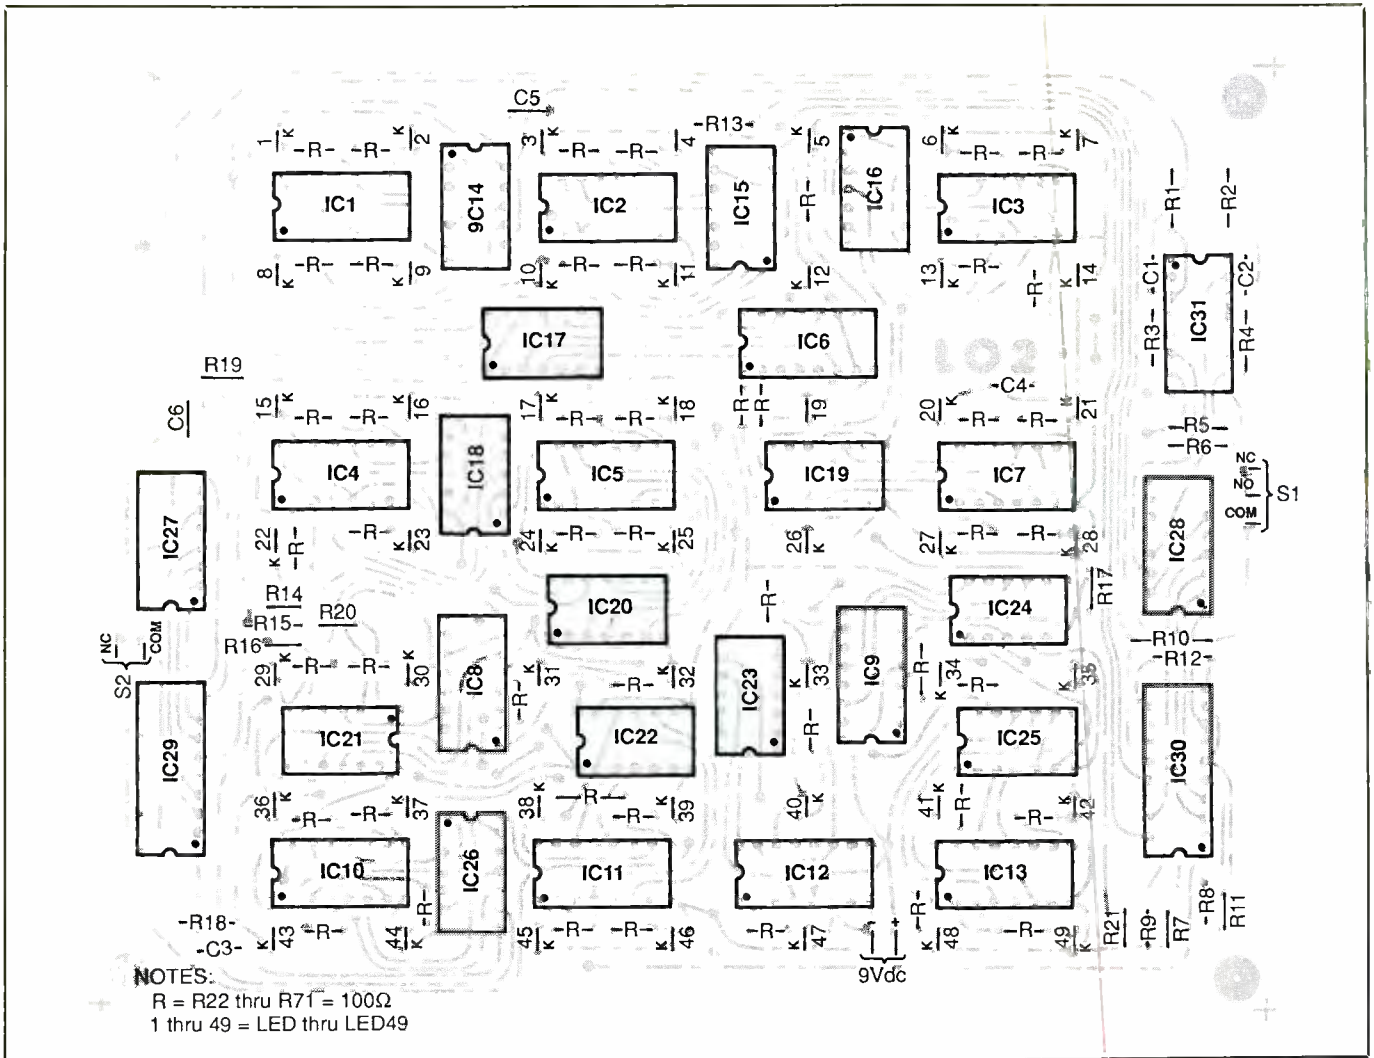 C5
1 K -R- -R- K 2 3 K -R- -R- 4 -R13- K 5 6 K -R- -R- K 7
IC1 9C14 IC2 IC15 -R- IC16 IC3 -R1- -R2-
8 K -R- -R- K 9 10 K -R- -R- 11 K 12 13 K -R- -R- K 14 -C1- -C2-
IC17 IC6 -R3- IC31 -R4-
R19
C6 15 K -R- -R- K 16 17 K -R- -R- K 18 -R- -R- 19 20 K -C4- -R- -R- K 21
-R5-
-R6-
IC4 IC18 IC5 IC19 IC7
NC
NO
COM
S1
IC27 22 K -R- -R- K 23 24 K -R- -R- K 25 26 K 27 K -R- -R- K 28 IC28
R14
R15-
R16
R20
IC20 -R- IC24 R17
NC COM
S2
-R10-
-R12-
29 K -R- -R- K 30 IC8 -R- K 31 -R- K 32 IC23 K 33 IC9 -R- K 34 -R- K 35
IC29 IC21 IC22 -R- IC25 IC30
36 K -R- -R- K 37 38 K -R- -R- K 39 40 K 41 K -R- -R- K 42
IC10 IC26 IC11 IC12 IC13
-R18-
-C3-
K 43 -R- -R- 44 K 45 K -R- -R- K 46 -R- K 47 - + -R- K 48 -R- 49 K R21 -R9- R7 -R8- R11
9Vdc
NOTES:
R = R22 thru R71 = 100Ω
1 thru 49 = LED thru LED49